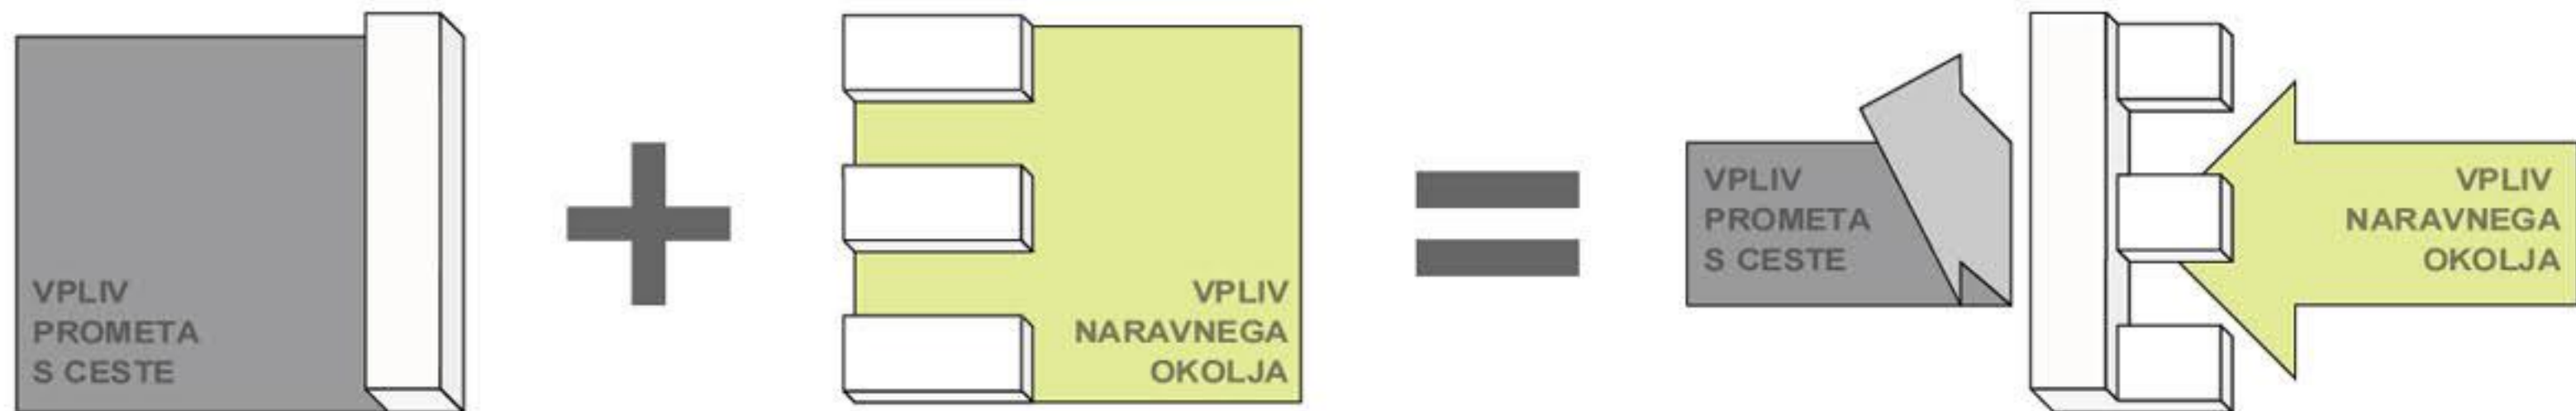 VPLIV
PROMETA
S CESTE
VPLIV
NARAVNEGA
OKOLJA
VPLIV
PROMETA
S CESTE
VPLIV
NARAVNEGA
OKOLJA